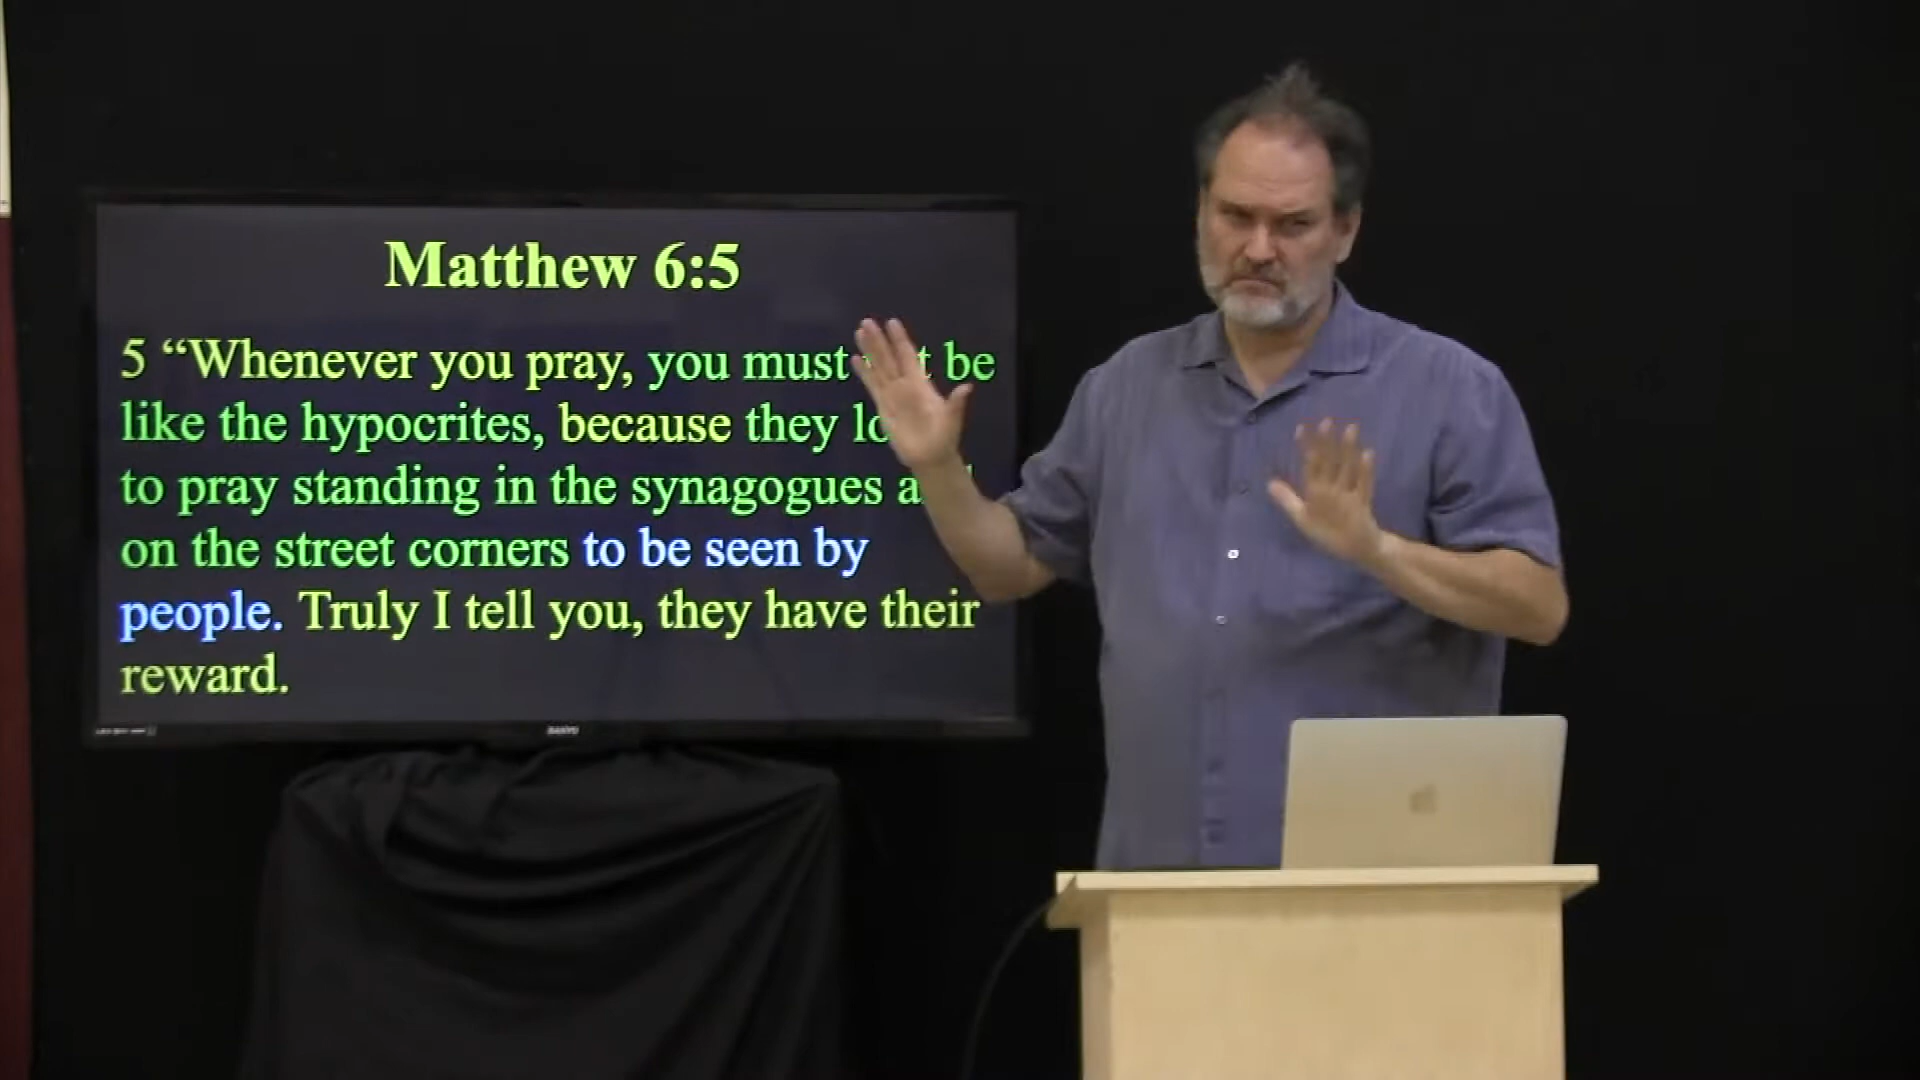 Matthew 6:5
5 “Whenever you pray, you must be
like the hypocrites, because they
to pray standing in the synagogues
on the street corners to be seen by
people. Truly I tell you, they have their
reward.
SANYO